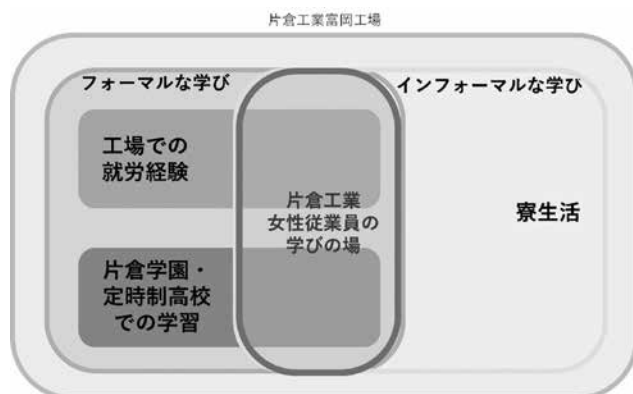 片倉工業富岡工場
フォーマルな学び
インフォーマルな学び
工場での
就労経験
片倉工業
女性従業員の
学びの場
寮生活
片倉学園・
定時制高校
での学習